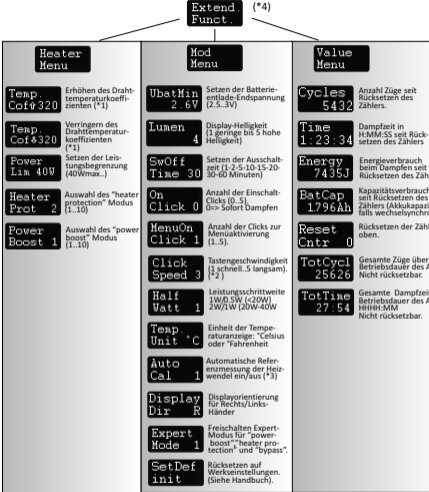 Extend.
Funct.
(*4)
Heater
Menu
Temp.
Cof⇧320
Erhöhen des Draht-
temperaturkoeffi-
zienten (*1)
Temp.
Cof⇩320
Verringern des
Drahttemperatur-
koeffizienten
(*1)
Power
Lim 40W
Setzen der Leis-
tungsbegrenzung
(40Wmax..)
Heater
Prot 2
Auswahl des "heater
protection" Modus
(1..10)
Power
Boost 1
Auswahl des "power
boost" Modus
(1..10)
Mod
Menu
UbatMin
2.6V
Setzen der Batterie-
entlade-Endspannung
(2.5..3V)
Lumen
4
Display-Helligkeit
(1 geringe bis 5 hohe
Helligkeit)
SwOff
Time 30
Setzen der Ausschalt-
zeit (1-2-5-10-15-20-
30-60 Minuten)
On
Click 0
Anzahl der Einschalt-
Clicks (0..5).
0=> Sofort Dampfen
MenuOn
Click 1
Anzahl der Clicks zur
Menüaktivierung
(1..5).
Click
Speed 3
Tastengeschwindigkeit
(1 schnell..5 langsam).
(*2 )
Half
Watt 1
Leistungsschrittweite
1W/0.5W (<20W)
2W/1W (20W-40W
Temp.
Unit °C
Einheit der Tempe-
raturanzeige: °Celsius
oder °Fahrenheit
Auto
Cal 1
Automatische Refer-
enzmessung der Heiz-
wendel ein/aus (*3)
Display
Dir R
Displayorientierung
für Rechts/Links-
Händer
Expert
Mode 1
Freischalten Expert-
Modus für "power-
boost","heater pro-
tection" und "bypass".
SetDef
init
Rücksetzen auf
Werkseinstellungen.
(Siehe Handbuch).
Value
Menu
Cycles
5432
Anzahl Züge seit
Rücksetzen des
Zählers.
Time
1:23:34
Dampfzeit in
H:MM:SS seit Rück-
setzen des Zählers
Energy
7435J
Energieverbrauch
beim Dampfen seit
Rücksetzen des Zäh
BatCap
1796Ah
Kapazitätsverbrauch
seit Rücksetzen des
Zählers (Akkukapazi
falls wechselsynchro
Reset
Cntr 0
Rücksetzen der Zähl
oben.
TotCycl
25626
Gesamte Züge über
Betriebsdauer des A
Nicht rücksetzbar.
TotTime
27:54
Gesamte Dampfzeit
Betriebsdauer des A
HHHH:MM
Nicht rücksetzbar.